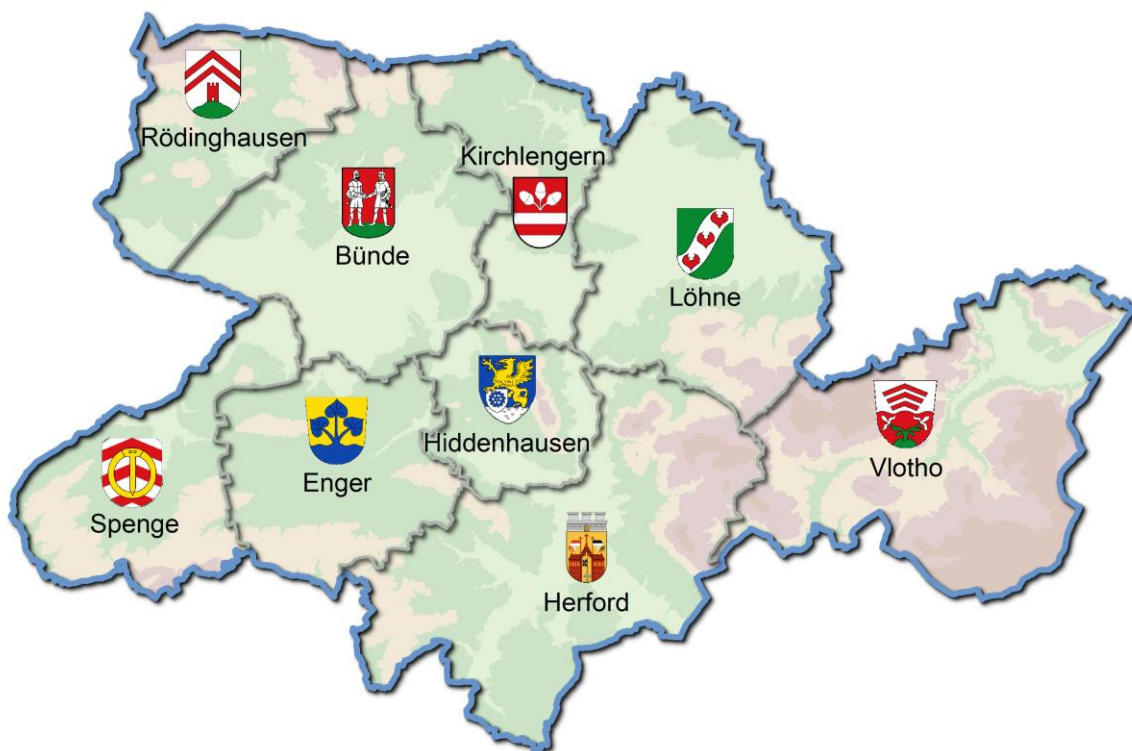 Rödinghausen
Kirchlengern
Bünde
Löhne
Hiddenhausen
Vlotho
Enger
Spenge
Herford